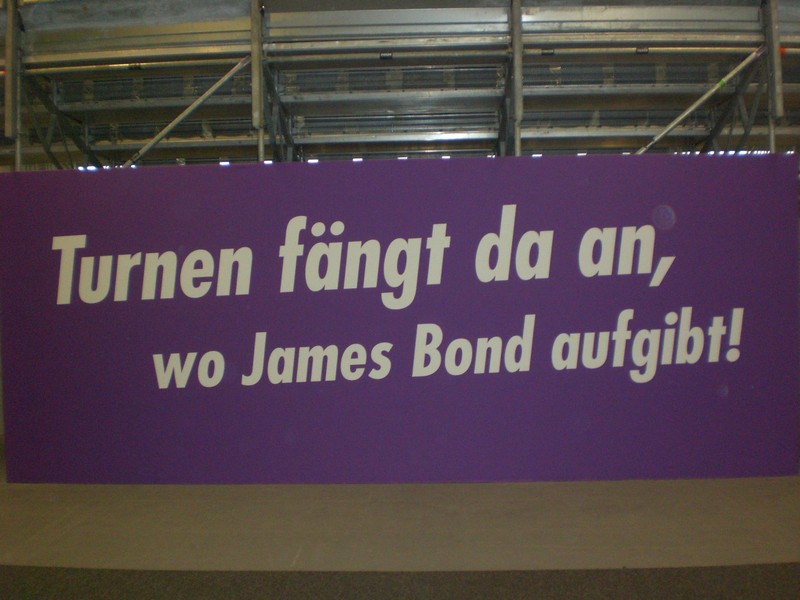 Turnen fängt da an,
wo James Bond aufgibt!